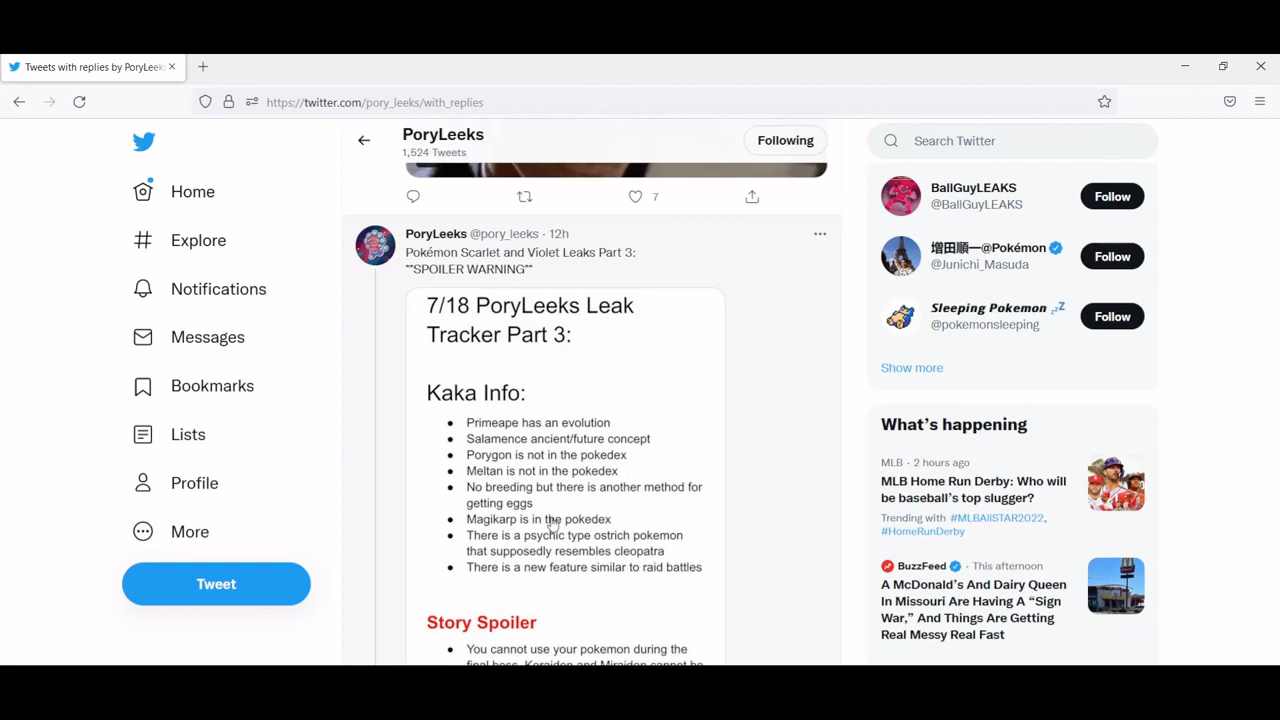 Tweets with replies by PoryLeek
https://twitter.com/pory_leeks/with_replies
Home
Explore
Notifications
Messages
Bookmarks
Lists
Profile
More
Tweet
PoryLeeks
1,524 Tweets
Following
7
PoryLeeks @pory_leeks · 12h
Pokémon Scarlet and Violet Leaks Part 3:
**SPOILER WARNING**
7/18 PoryLeeks Leak
Tracker Part 3:
Kaka Info:
• Primeape has an evolution
• Salamence ancient/future concept
• Porygon is not in the pokedex
• Meltan is not in the pokedex
• No breeding but there is another method for
getting eggs
• Magikarp is in the pokedex
• There is a psychic type ostrich pokemon
that supposedly resembles cleopatra
• There is a new feature similar to raid battles
Story Spoiler
• You cannot use your pokemon during the
final boss. Koraidon and Miraidon cannot be
Search Twitter
BallGuyLEAKS
@BallGuyLEAKS
Follow
増田順一@Pokémon
@Junichi_Masuda
Follow
Sleeping Pokemon 💤
@pokemonsleeping
Follow
Show more
What's happening
MLB · 2 hours ago
MLB Home Run Derby: Who will
be baseball's top slugger?
Trending with #MLBAllSTAR2022,
#HomeRunDerby
BuzzFeed · This afternoon
A McDonald's And Dairy Queen
In Missouri Are Having A “Sign
War,” And Things Are Getting
Real Messy Real Fast